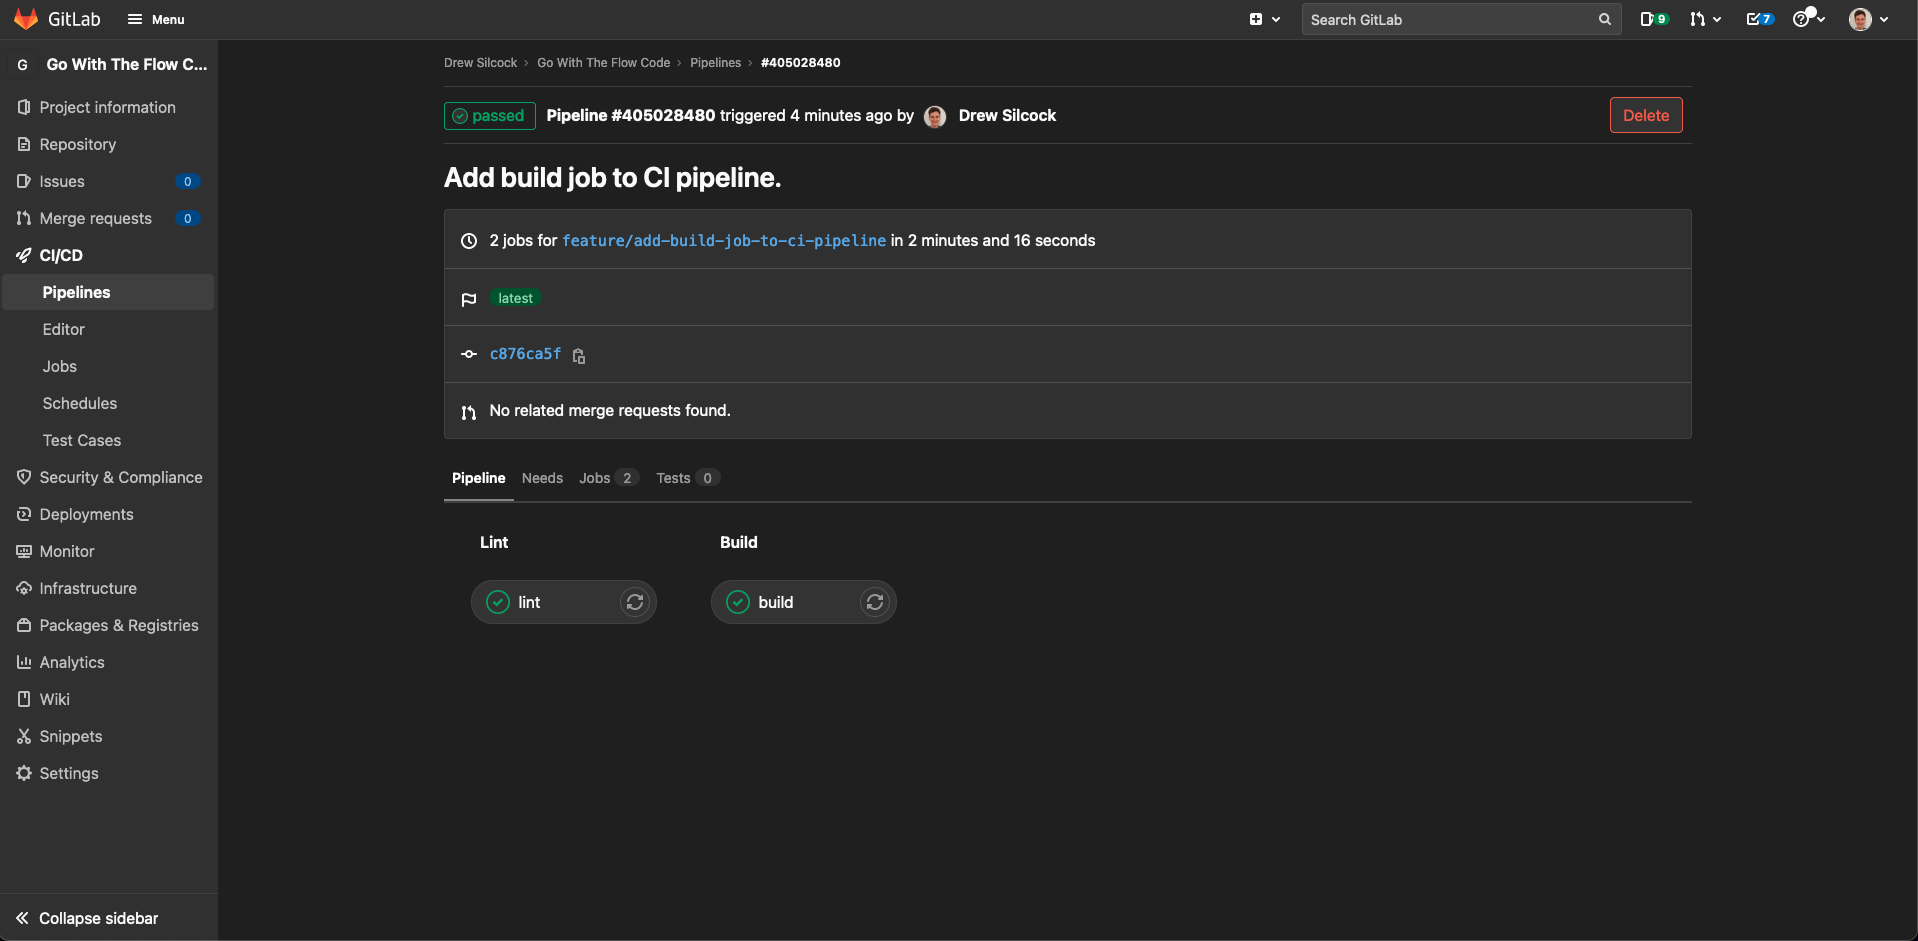 GitLab Menu Search GitLab 9 7
G Go With The Flow C...
Project information
Repository
Issues 0
Merge requests 0
CI/CD
Pipelines
Editor
Jobs
Schedules
Test Cases
Security & Compliance
Deployments
Monitor
Infrastructure
Packages & Registries
Analytics
Wiki
Snippets
Settings
Collapse sidebar
Drew Silcock › Go With The Flow Code › Pipelines › #405028480
passed Pipeline #405028480 triggered 4 minutes ago by Drew Silcock Delete
Add build job to CI pipeline.
2 jobs for feature/add-build-job-to-ci-pipeline in 2 minutes and 16 seconds
latest
c876ca5f
No related merge requests found.
Pipeline Needs Jobs 2 Tests 0
Lint Build
lint build